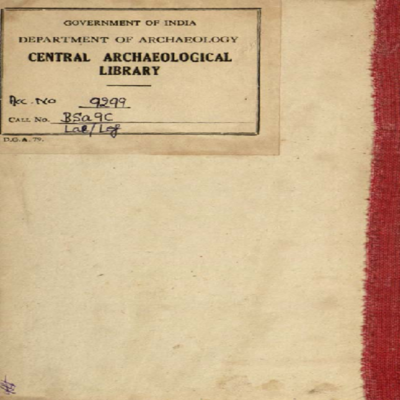 GOVERNMENT OF INDIA
DEPARTMENT OF ARCHAEOLOGY
CENTRAL ARCHAEOLOGICAL
LIBRARY
Acc. No 9299
CALL No. BSa9C
Lal/Lef
D.G.A. 79.